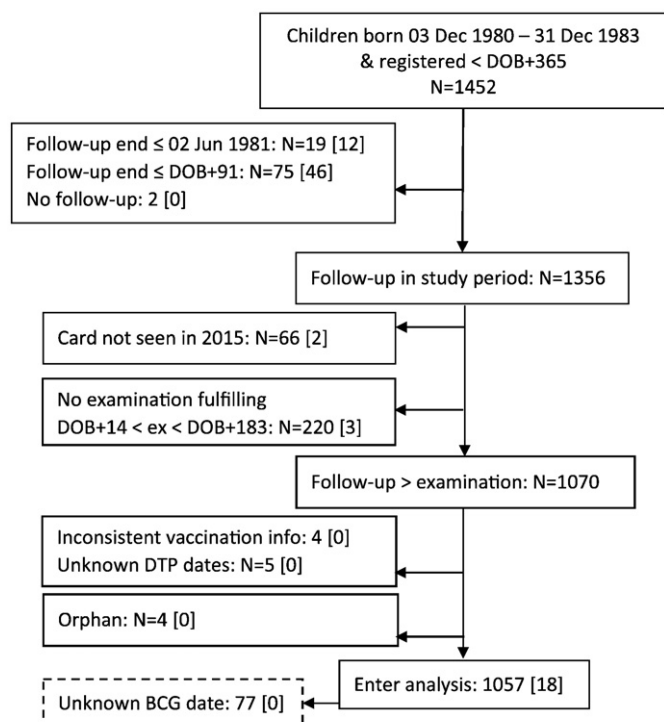 Children born 03 Dec 1980 – 31 Dec 1983
& registered < DOB+365
N=1452
Follow-up end ≤ 02 Jun 1981: N=19 [12]
Follow-up end ≤ DOB+91: N=75 [46]
No follow-up: 2 [0]
Follow-up in study period: N=1356
Card not seen in 2015: N=66 [2]
No examination fulfilling
DOB+14 < ex < DOB+183: N=220 [3]
Follow-up > examination: N=1070
Inconsistent vaccination info: 4 [0]
Unknown DTP dates: N=5 [0]
Orphan: N=4 [0]
Enter analysis: 1057 [18]
Unknown BCG date: 77 [0]